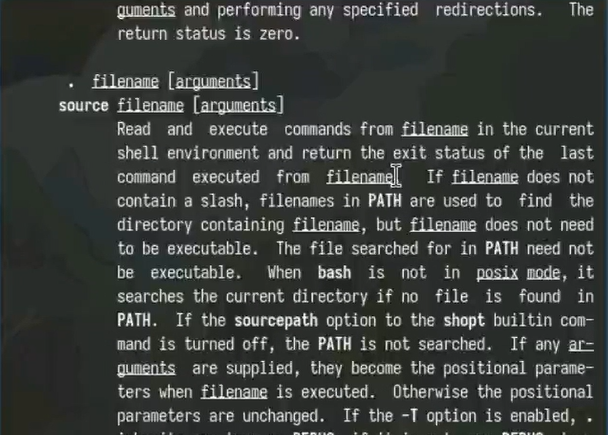 guments and performing any specified redirections. The
return status is zero.
. filename [arguments]
source filename [arguments]
Read and execute commands from filename in the current
shell environment and return the exit status of the last
command executed from filename. If filename does not
contain a slash, filenames in PATH are used to find the
directory containing filename, but filename does not need
to be executable. The file searched for in PATH need not
be executable. When bash is not in posix mode, it
searches the current directory if no file is found in
PATH. If the sourcepath option to the shopt builtin com-
mand is turned off, the PATH is not searched. If any ar-
guments are supplied, they become the positional parame-
ters when filename is executed. Otherwise the positional
parameters are unchanged. If the -T option is enabled, .